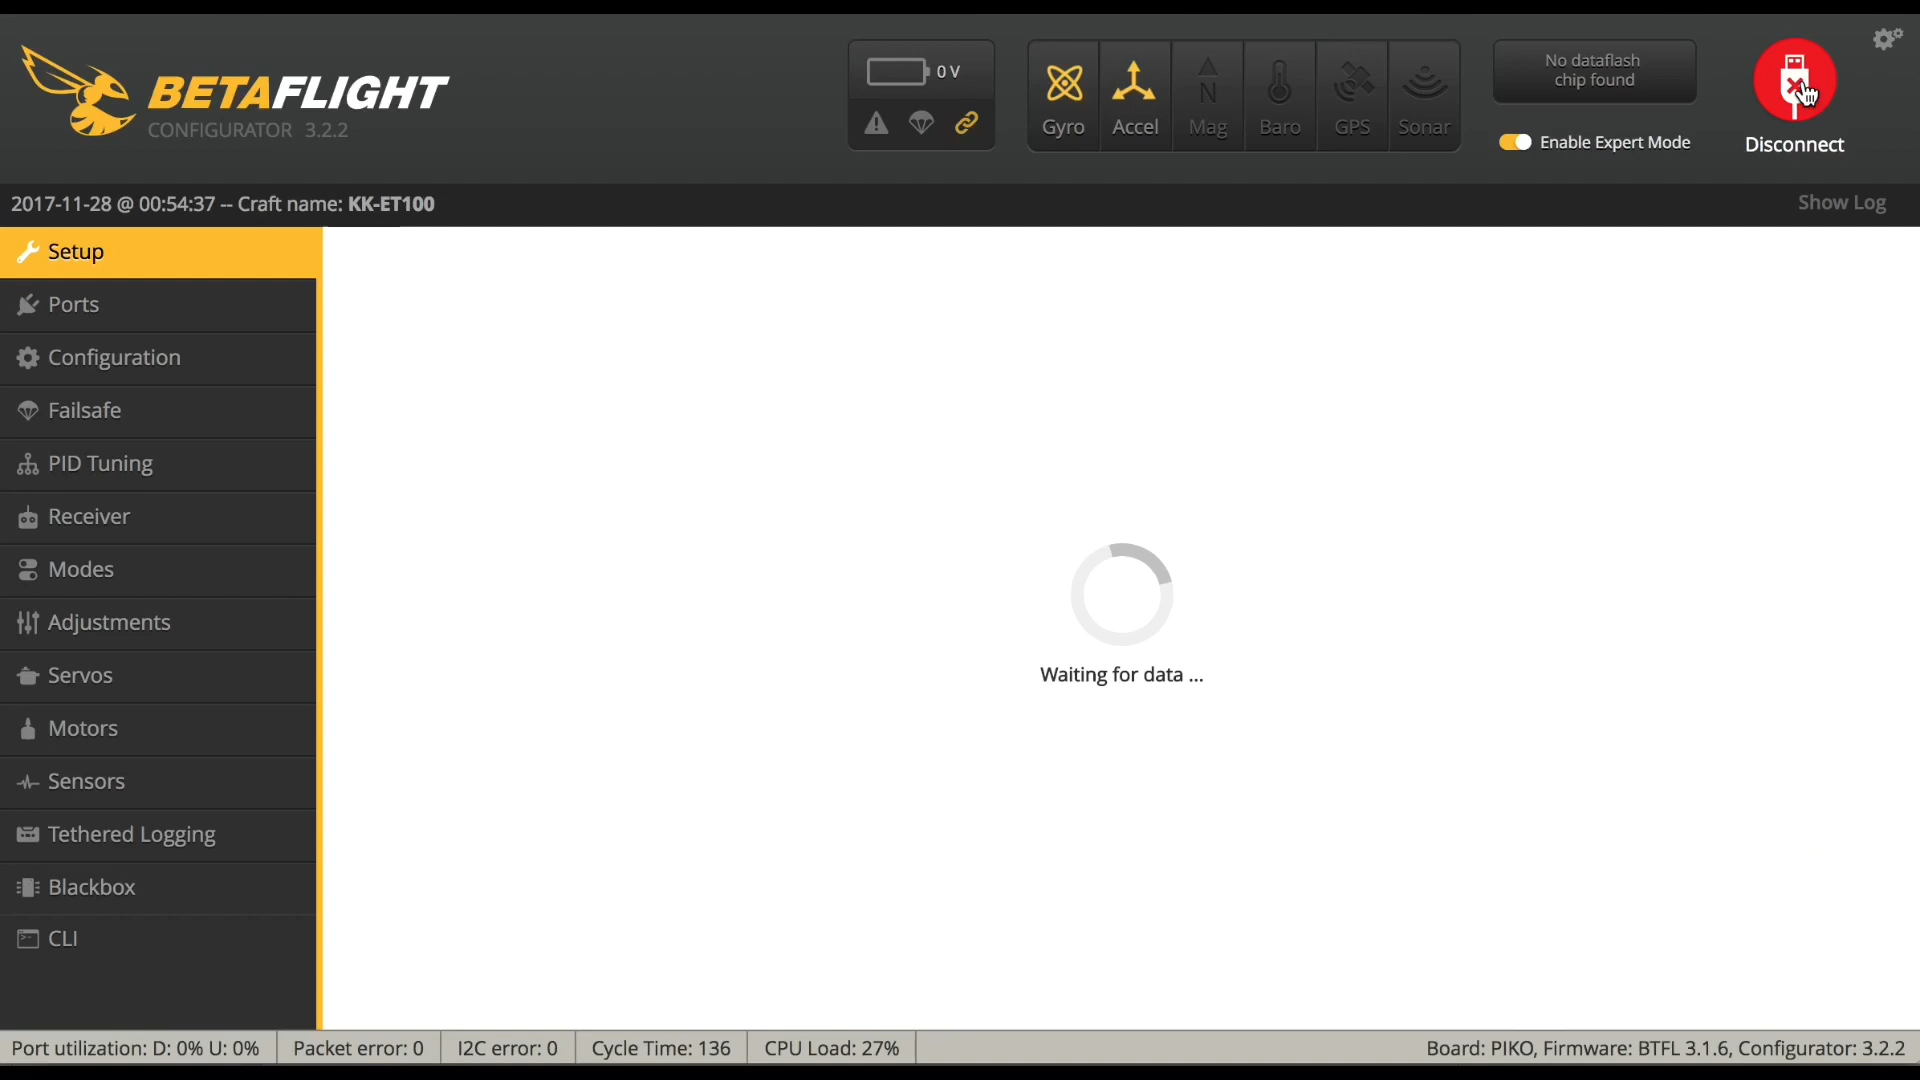 BETAFLIGHT
CONFIGURATOR 3.2.2
0 V
Gyro
Accel
N
Mag
Baro
GPS
Sonar
No dataflash
chip found
Enable Expert Mode
Disconnect
2017-11-28 @ 00:54:37 -- Craft name: KK-ET100
Show Log
Setup
Ports
Configuration
Failsafe
PID Tuning
Receiver
Modes
Adjustments
Servos
Motors
Sensors
Tethered Logging
Blackbox
CLI
Waiting for data ...
Port utilization: D: 0% U: 0%
Packet error: 0
I2C error: 0
Cycle Time: 136
CPU Load: 27%
Board: PIKO, Firmware: BTFL 3.1.6, Configurator: 3.2.2